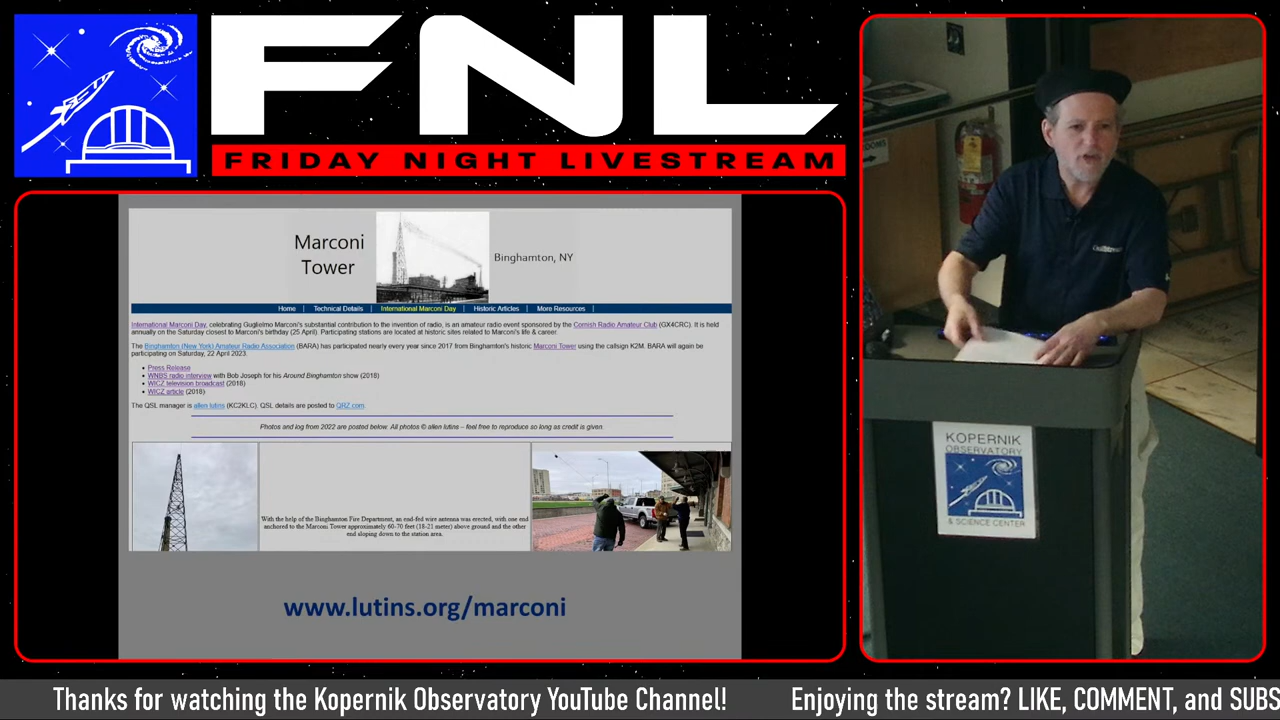 FNL
FRIDAY NIGHT LIVESTREAM
Marconi
Tower
Binghamton, NY
Home | Technical Details | International Marconi Day | Historic Articles | More Resources |
International Marconi Day, celebrating Guglielmo Marconi's substantial contribution to the invention of radio, is an amateur radio event sponsored by the Cornish Radio Amateur Club (GX4CRC). It is held
annually on the Saturday closest to Marconi's birthday (25 April). Participating stations are located at historic sites related to Marconi's life & career.
The Binghamton (New York) Amateur Radio Association (BARA) has participated nearly every year since 2017 from Binghamton's historic Marconi Tower using the callsign K2M. BARA will again be
participating on Saturday, 22 April 2023.
• Press Release
• WNBS radio interview with Bob Joseph for his Around Binghamton show (2018)
• WICZ television broadcast (2018)
• WICZ article (2018)
The QSL manager is allen lutins (KC2KLC). QSL details are posted to QRZ.com.
Photos and log from 2022 are posted below. All photos © allen lutins – feel free to reproduce so long as credit is given.
With the help of the Binghamton Fire Department, an end-fed wire antenna was erected, with one end
anchored to the Marconi Tower approximately 60-70 feet (18-21 meter) above ground and the other
end sloping down to the station area.
www.lutins.org/marconi
KOPERNIK
OBSERVATORY
& SCIENCE CENTER
Thanks for watching the Kopernik Observatory YouTube Channel!
Enjoying the stream? LIKE, COMMENT, and SUBS